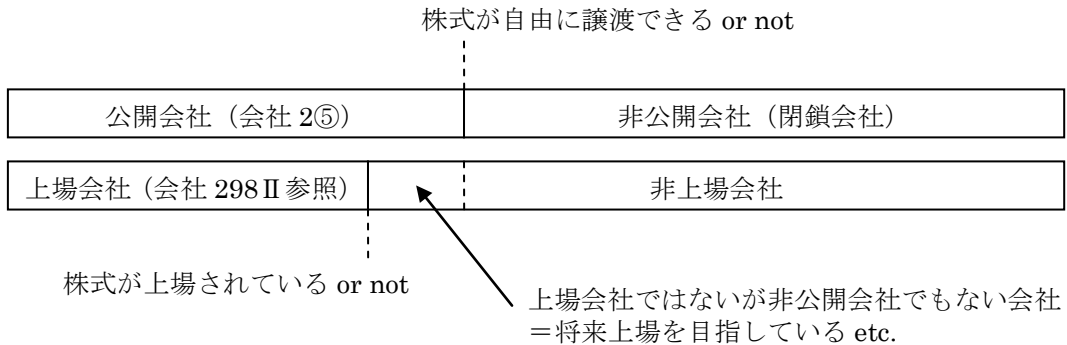 株式が自由に譲渡できる or not
公開会社（会社 2⑤） 非公開会社（閉鎖会社）
上場会社（会社 298Ⅱ参照） 非上場会社
株式が上場されている or not
上場会社ではないが非公開会社でもない会社
＝将来上場を目指している etc.